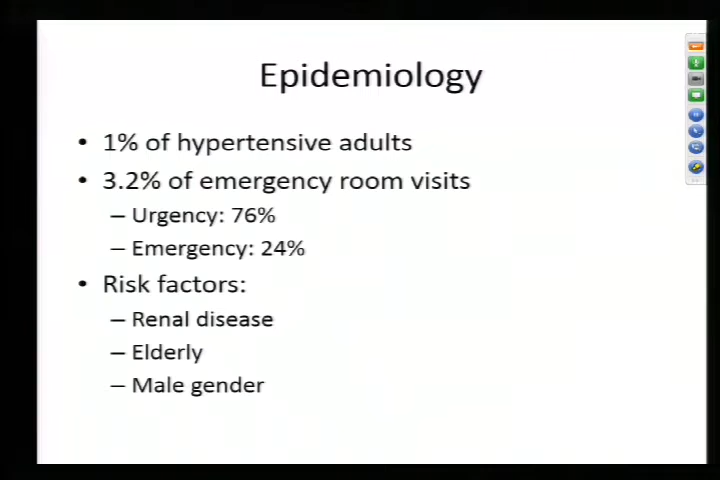 Epidemiology
• 1% of hypertensive adults
• 3.2% of emergency room visits
– Urgency: 76%
– Emergency: 24%
• Risk factors:
– Renal disease
– Elderly
– Male gender